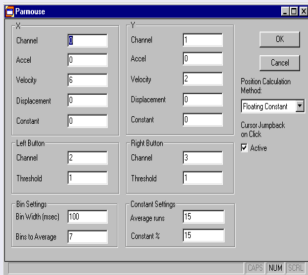 Parmouse
X
Channel 0
Accel 0
Velocity 6
Displacement 0
Constant 0
Y
Channel 1
Accel 0
Velocity 2
Displacement 0
Constant 0
OK
Cancel
Position Calculation
Method:
Floating Constant
Cursor Jumpback
on Click
Active
Left Button
Channel 2
Threshold 1
Right Button
Channel 3
Threshold 1
Bin Settings
Bin Width (msec) 100
Bins to Average 7
Constant Settings
Average runs 15
Constant % 15
CAPS NUM SCRL